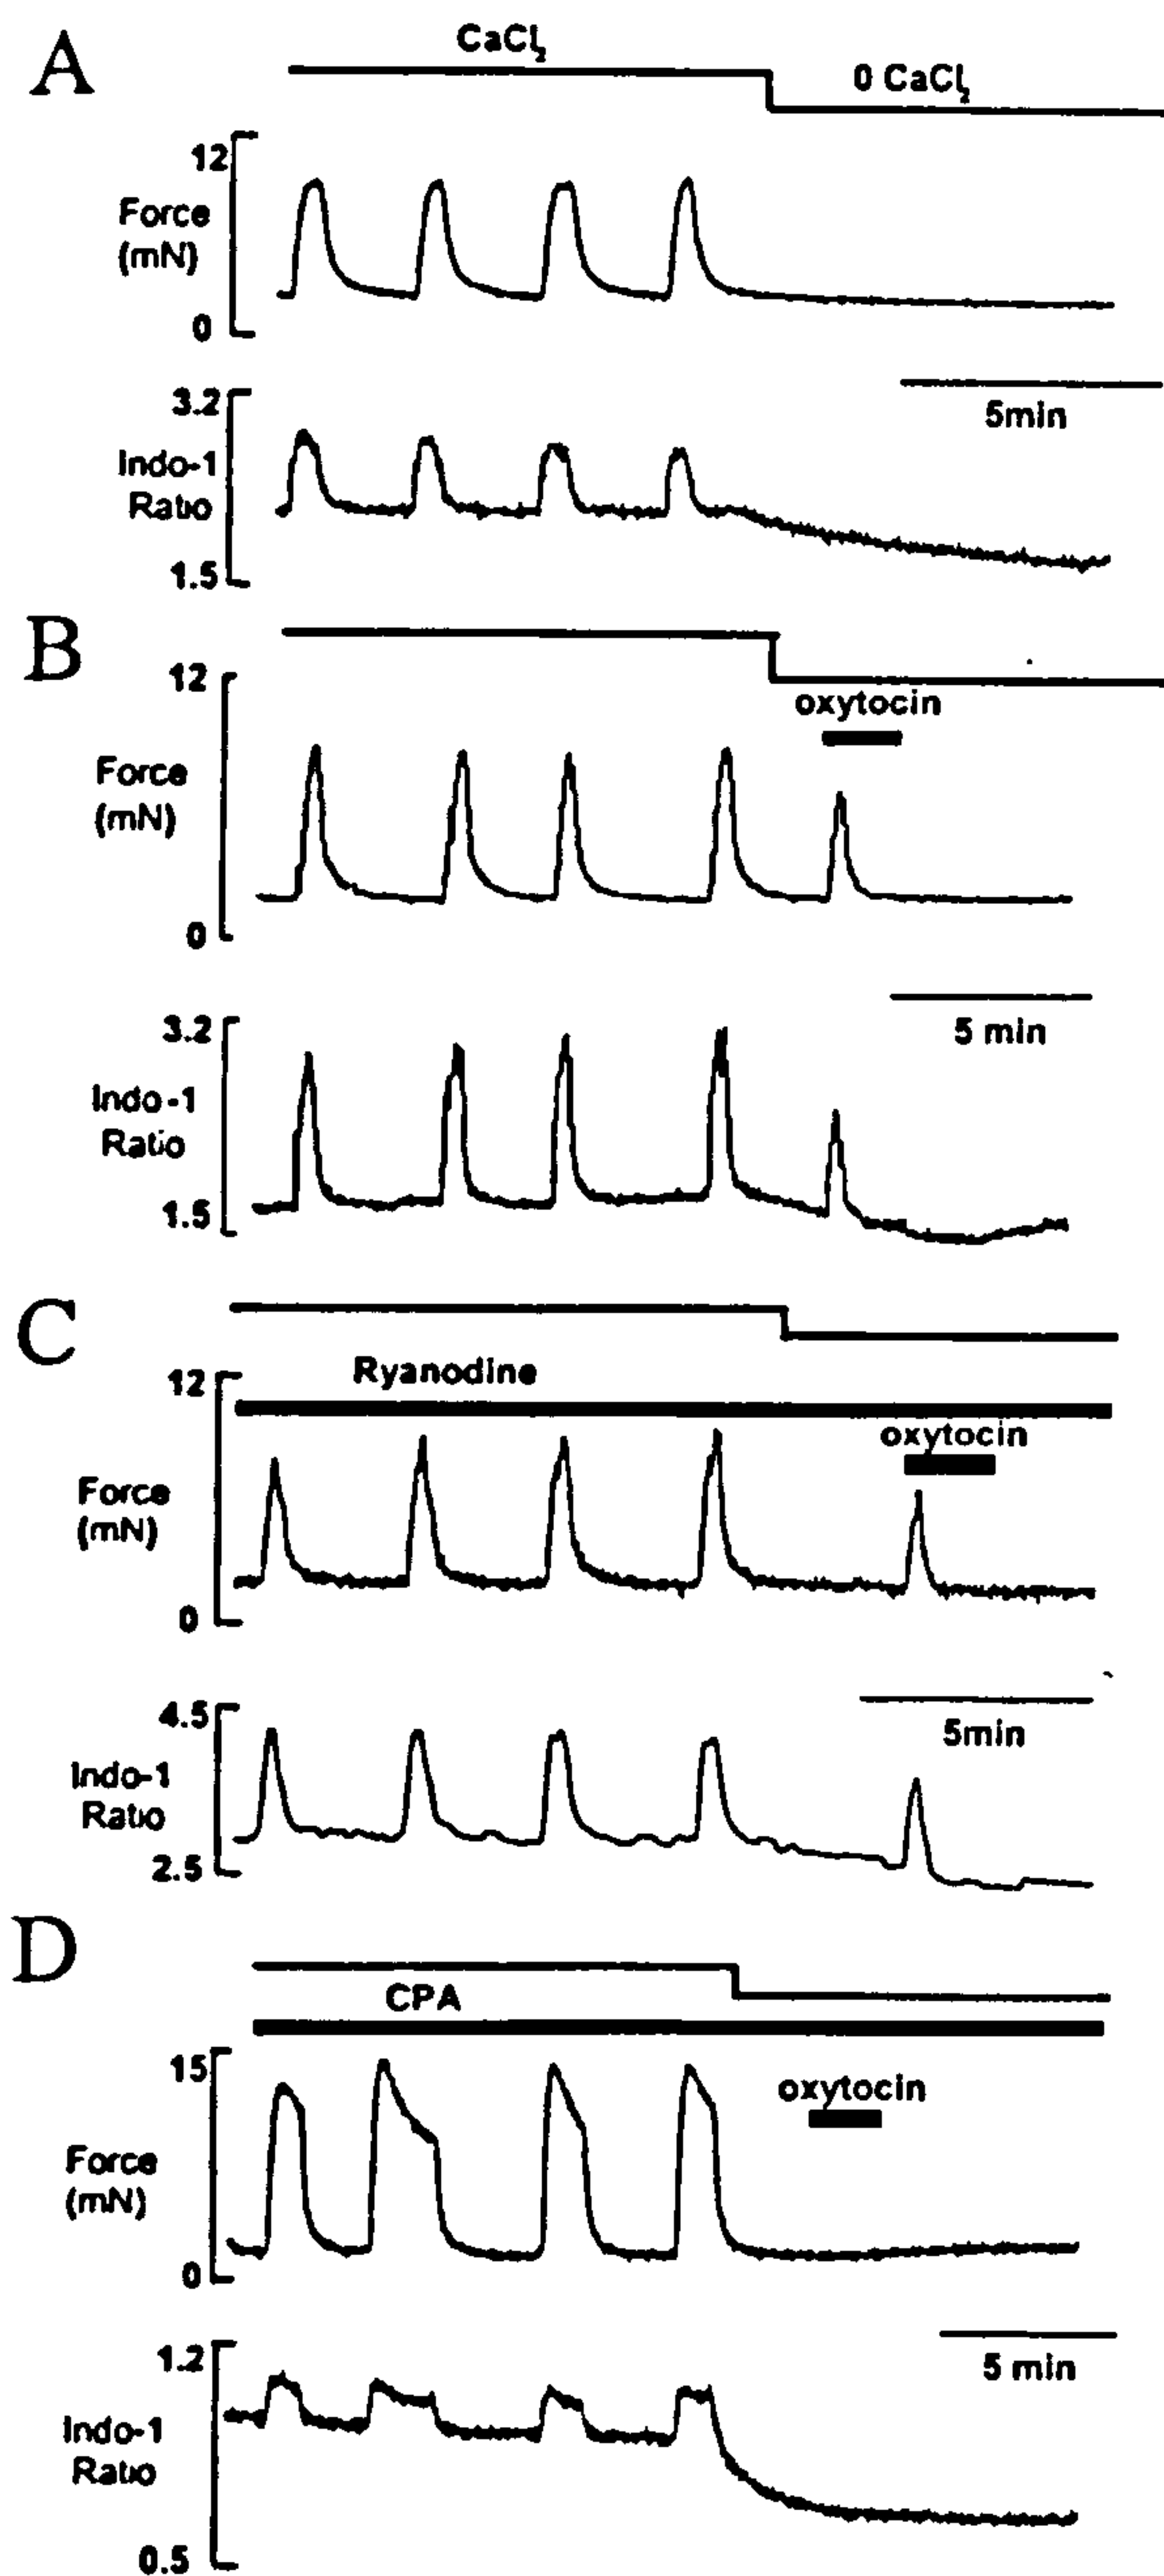 A
CaCl₂
0 CaCl₂
12
Force
(mN)
0
5min
3.2
Indo-1
Ratio
1.5
B
12
oxytocin
Force
(mN)
0
5 min
3.2
Indo-1
Ratio
1.5
C
Ryanodine
12
oxytocin
Force
(mN)
0
5min
4.5
Indo-1
Ratio
2.5
D
CPA
15
oxytocin
Force
(mN)
0
5 min
1.2
Indo-1
Ratio
0.5